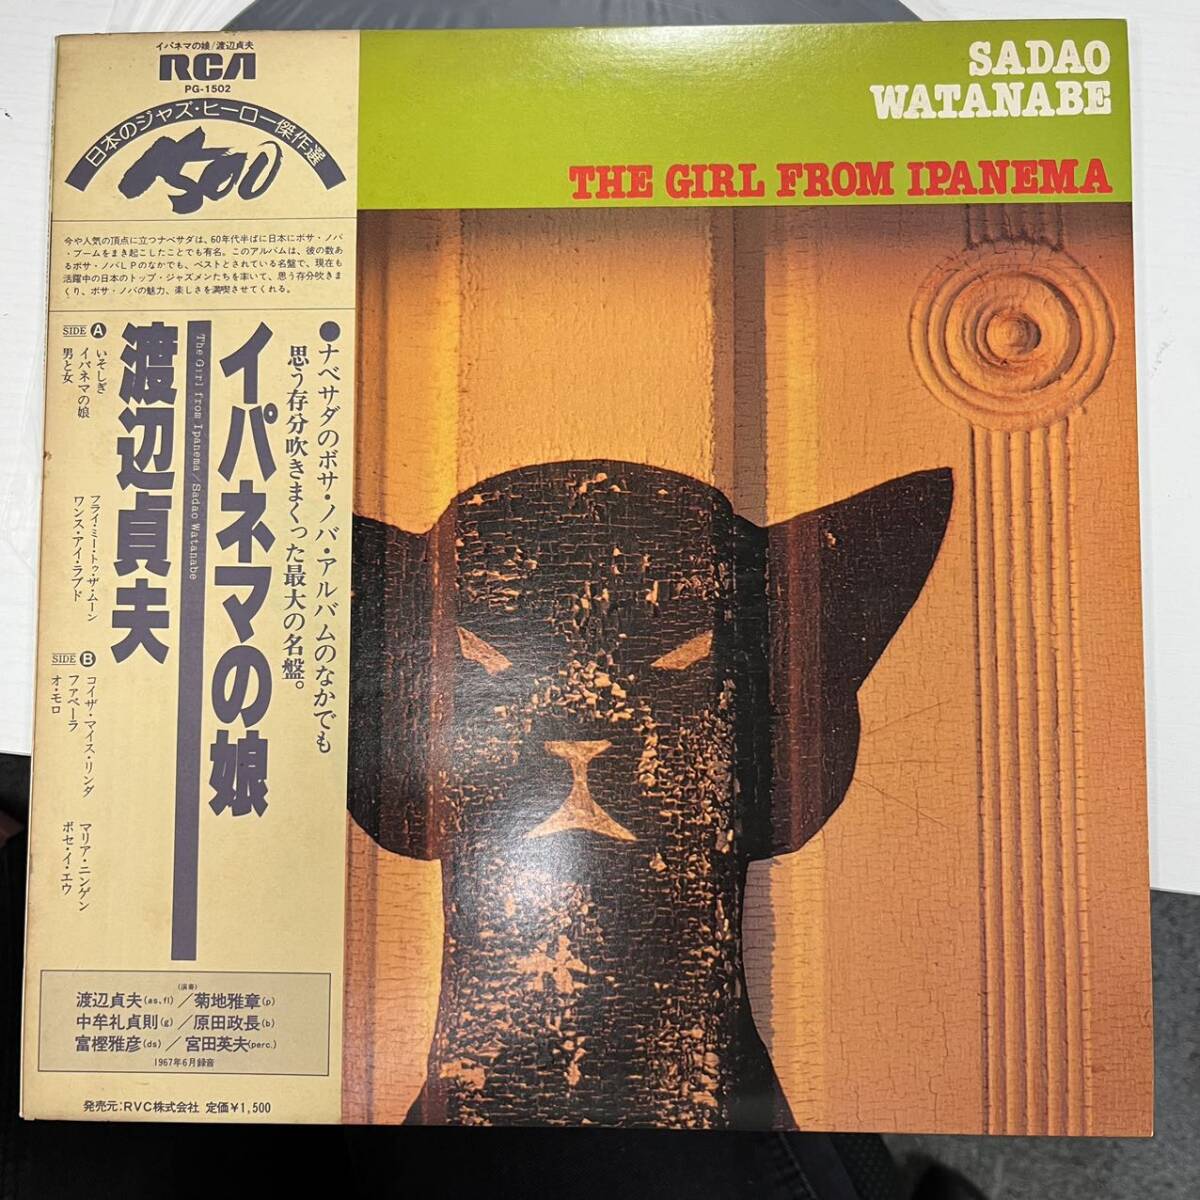 イパネマの娘/渡辺貞夫
RCA
PG-1502
日本のジャズ・ヒーロー傑作選
1500
今や人気の頂点に立つナベサダは、60年代半ばに日本にボサ・ノバ
・ブームをまき起こしたことでも有名。このアルバムは、彼の数あ
るボサ・ノバLPのなかでも、ベストとされている名盤で、現在も
活躍中の日本のトップ・ジャズメンたちを率いて、思う存分吹きま
くり、ボサ・ノバの魅力、楽しさを満喫させてくれる。
●ナベサダのボサ・ノバ・アルバムのなかでも
思う存分吹きまくった最大の名盤。
イパネマの娘
The Girl from Ipanema/Sadao Watanabe
渡辺貞夫
SIDE A
いそしぎ
イパネマの娘
男と女
フライ・ミー・トゥ・ザ・ムーン
ワンス・アイ・ラブド
SIDE B
コイザ・マイス・リンダ
ファベーラ
オ・モロ
マリア・ニンゲン
ボセ・イ・エウ
(演奏)
渡辺貞夫(as,fl)/菊地雅章(p)
中牟礼貞則(g)/原田政長(b)
富樫雅彦(ds)/宮田英夫(perc.)
1967年6月録音
発売元:RVC株式会社 定価¥1,500
SADAO
WATANABE
THE GIRL FROM IPANEMA